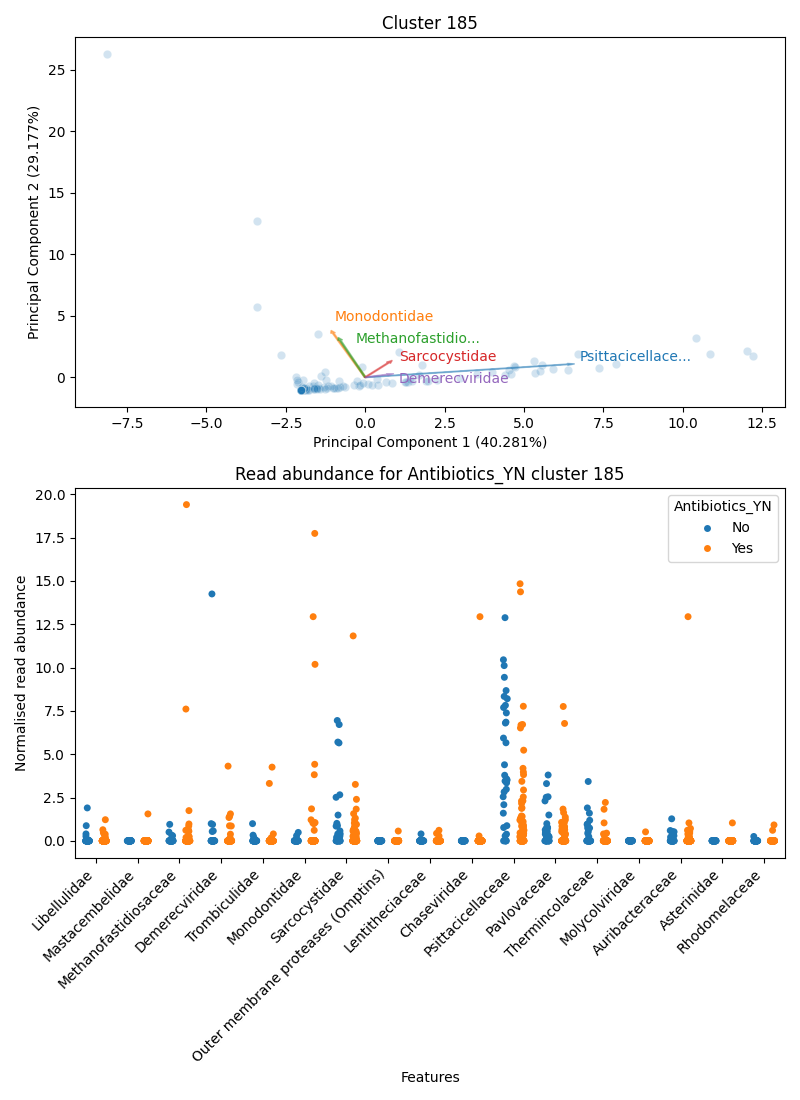 Cluster 185
Principal Component 2 (29.177%)
25
20
15
10
5
0
Monodontidae
Methanofastidio...
Sarcocystidae
Psittacicellace...
Demerecviridae
−7.5 −5.0 −2.5 0.0 2.5 5.0 7.5 10.0 12.5
Principal Component 1 (40.281%)
Read abundance for Antibiotics_YN cluster 185
Normalised read abundance
20.0
17.5
15.0
12.5
10.0
7.5
5.0
2.5
0.0
Antibiotics_YN
No
Yes
Libellulidae
Mastacembelidae
Methanofastidiosaceae
Demerecviridae
Trombiculidae
Monodontidae
Sarcocystidae
Outer membrane proteases (Omptins)
Lentitheciaceae
Chaseviridae
Psittacicellaceae
Pavlovaceae
Thermincolaceae
Molycolviridae
Auribacteraceae
Asterinidae
Rhodomelaceae
Features